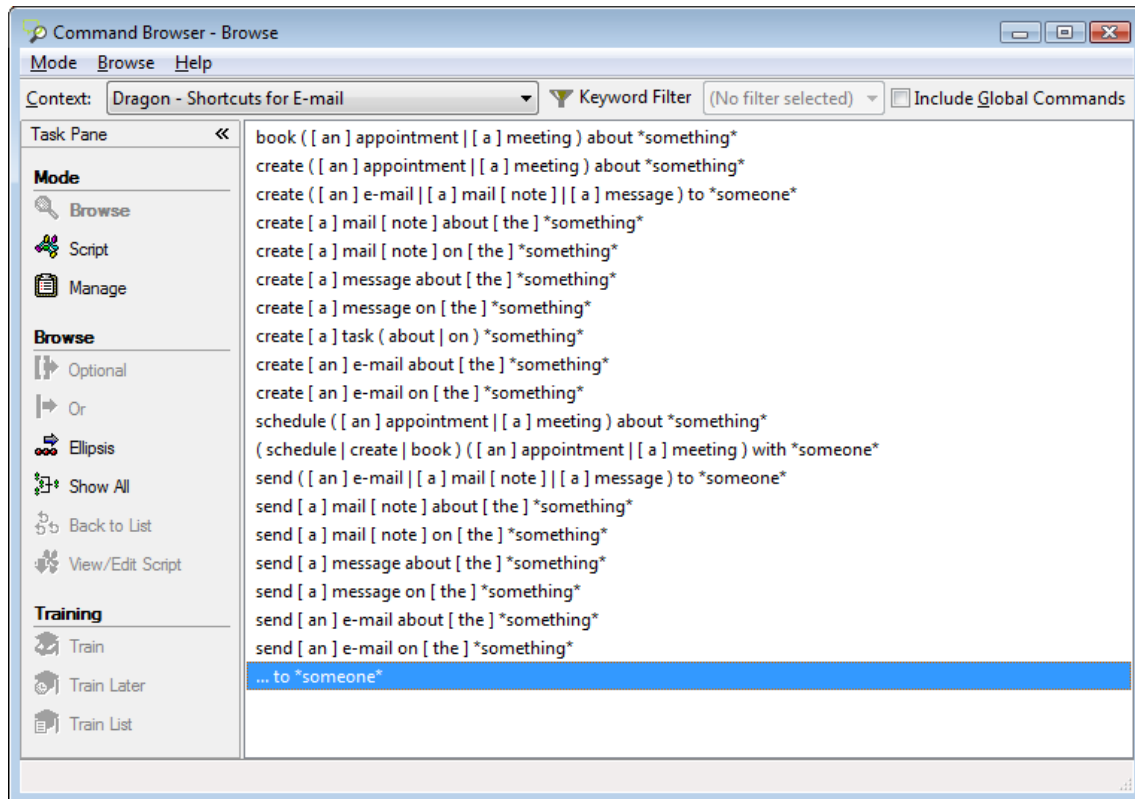 Command Browser - Browse
Mode Browse Help
Context: Dragon - Shortcuts for E-mail Keyword Filter (No filter selected) Include Global Commands
Task Pane «
Mode
Browse
Script
Manage
Browse
Optional
Or
Ellipsis
Show All
Back to List
View/Edit Script
Training
Train
Train Later
Train List
book ( [ an ] appointment | [ a ] meeting ) about *something*
create ( [ an ] appointment | [ a ] meeting ) about *something*
create ( [ an ] e-mail | [ a ] mail [ note ] | [ a ] message ) to *someone*
create [ a ] mail [ note ] about [ the ] *something*
create [ a ] mail [ note ] on [ the ] *something*
create [ a ] message about [ the ] *something*
create [ a ] message on [ the ] *something*
create [ a ] task ( about | on ) *something*
create [ an ] e-mail about [ the ] *something*
create [ an ] e-mail on [ the ] *something*
schedule ( [ an ] appointment | [ a ] meeting ) about *something*
( schedule | create | book ) ( [ an ] appointment | [ a ] meeting ) with *someone*
send ( [ an ] e-mail | [ a ] mail [ note ] | [ a ] message ) to *someone*
send [ a ] mail [ note ] about [ the ] *something*
send [ a ] mail [ note ] on [ the ] *something*
send [ a ] message about [ the ] *something*
send [ a ] message on [ the ] *something*
send [ an ] e-mail about [ the ] *something*
send [ an ] e-mail on [ the ] *something*
... to *someone*